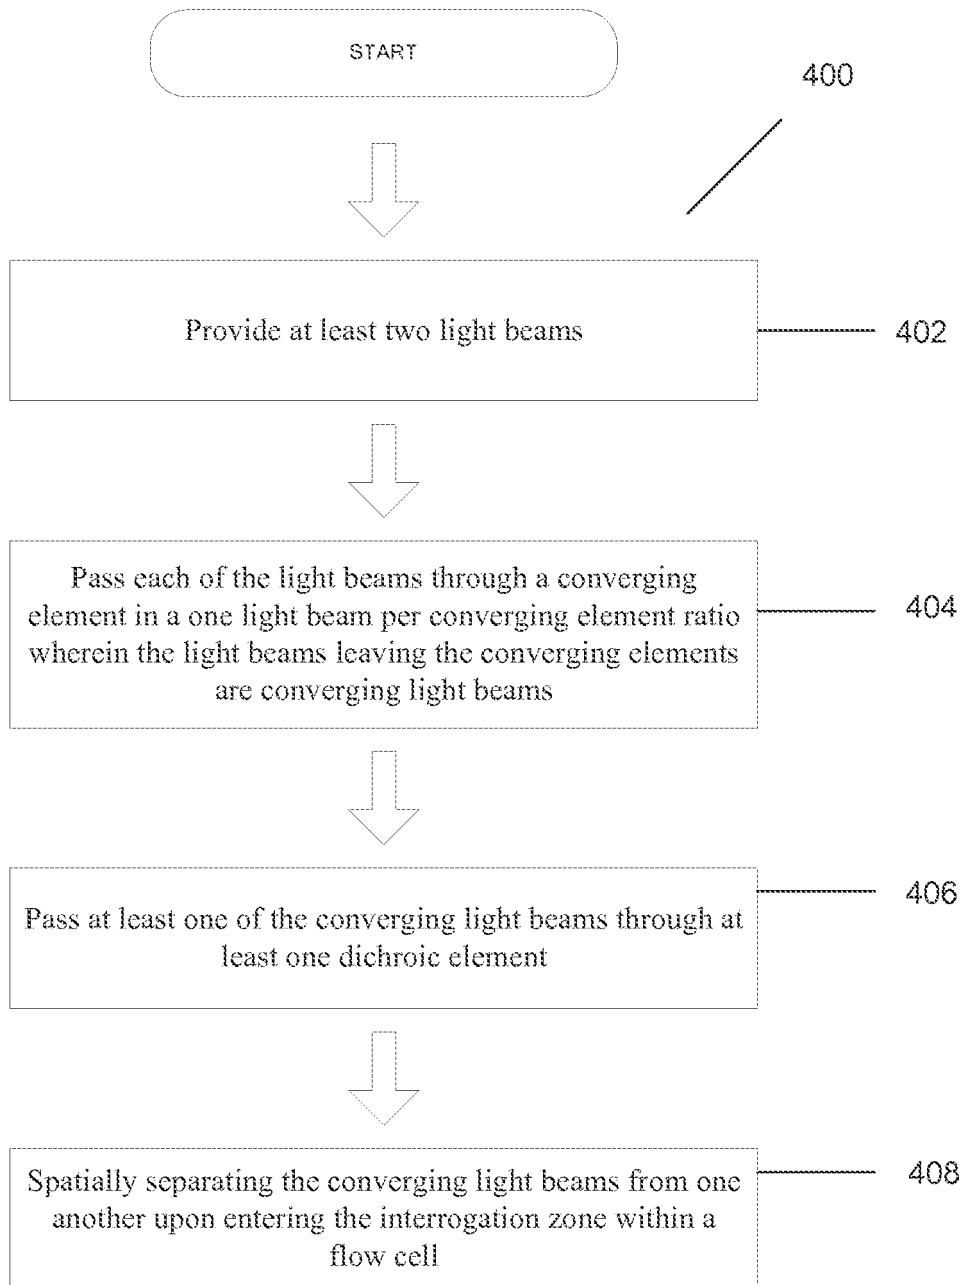 START
400
Provide at least two light beams
402
Pass each of the light beams through a converging
element in a one light beam per converging element ratio
wherein the light beams leaving the converging elements
are converging light beams
404
Pass at least one of the converging light beams through at
least one dichroic element
406
Spatially separating the converging light beams from one
another upon entering the interrogation zone within a
flow cell
408